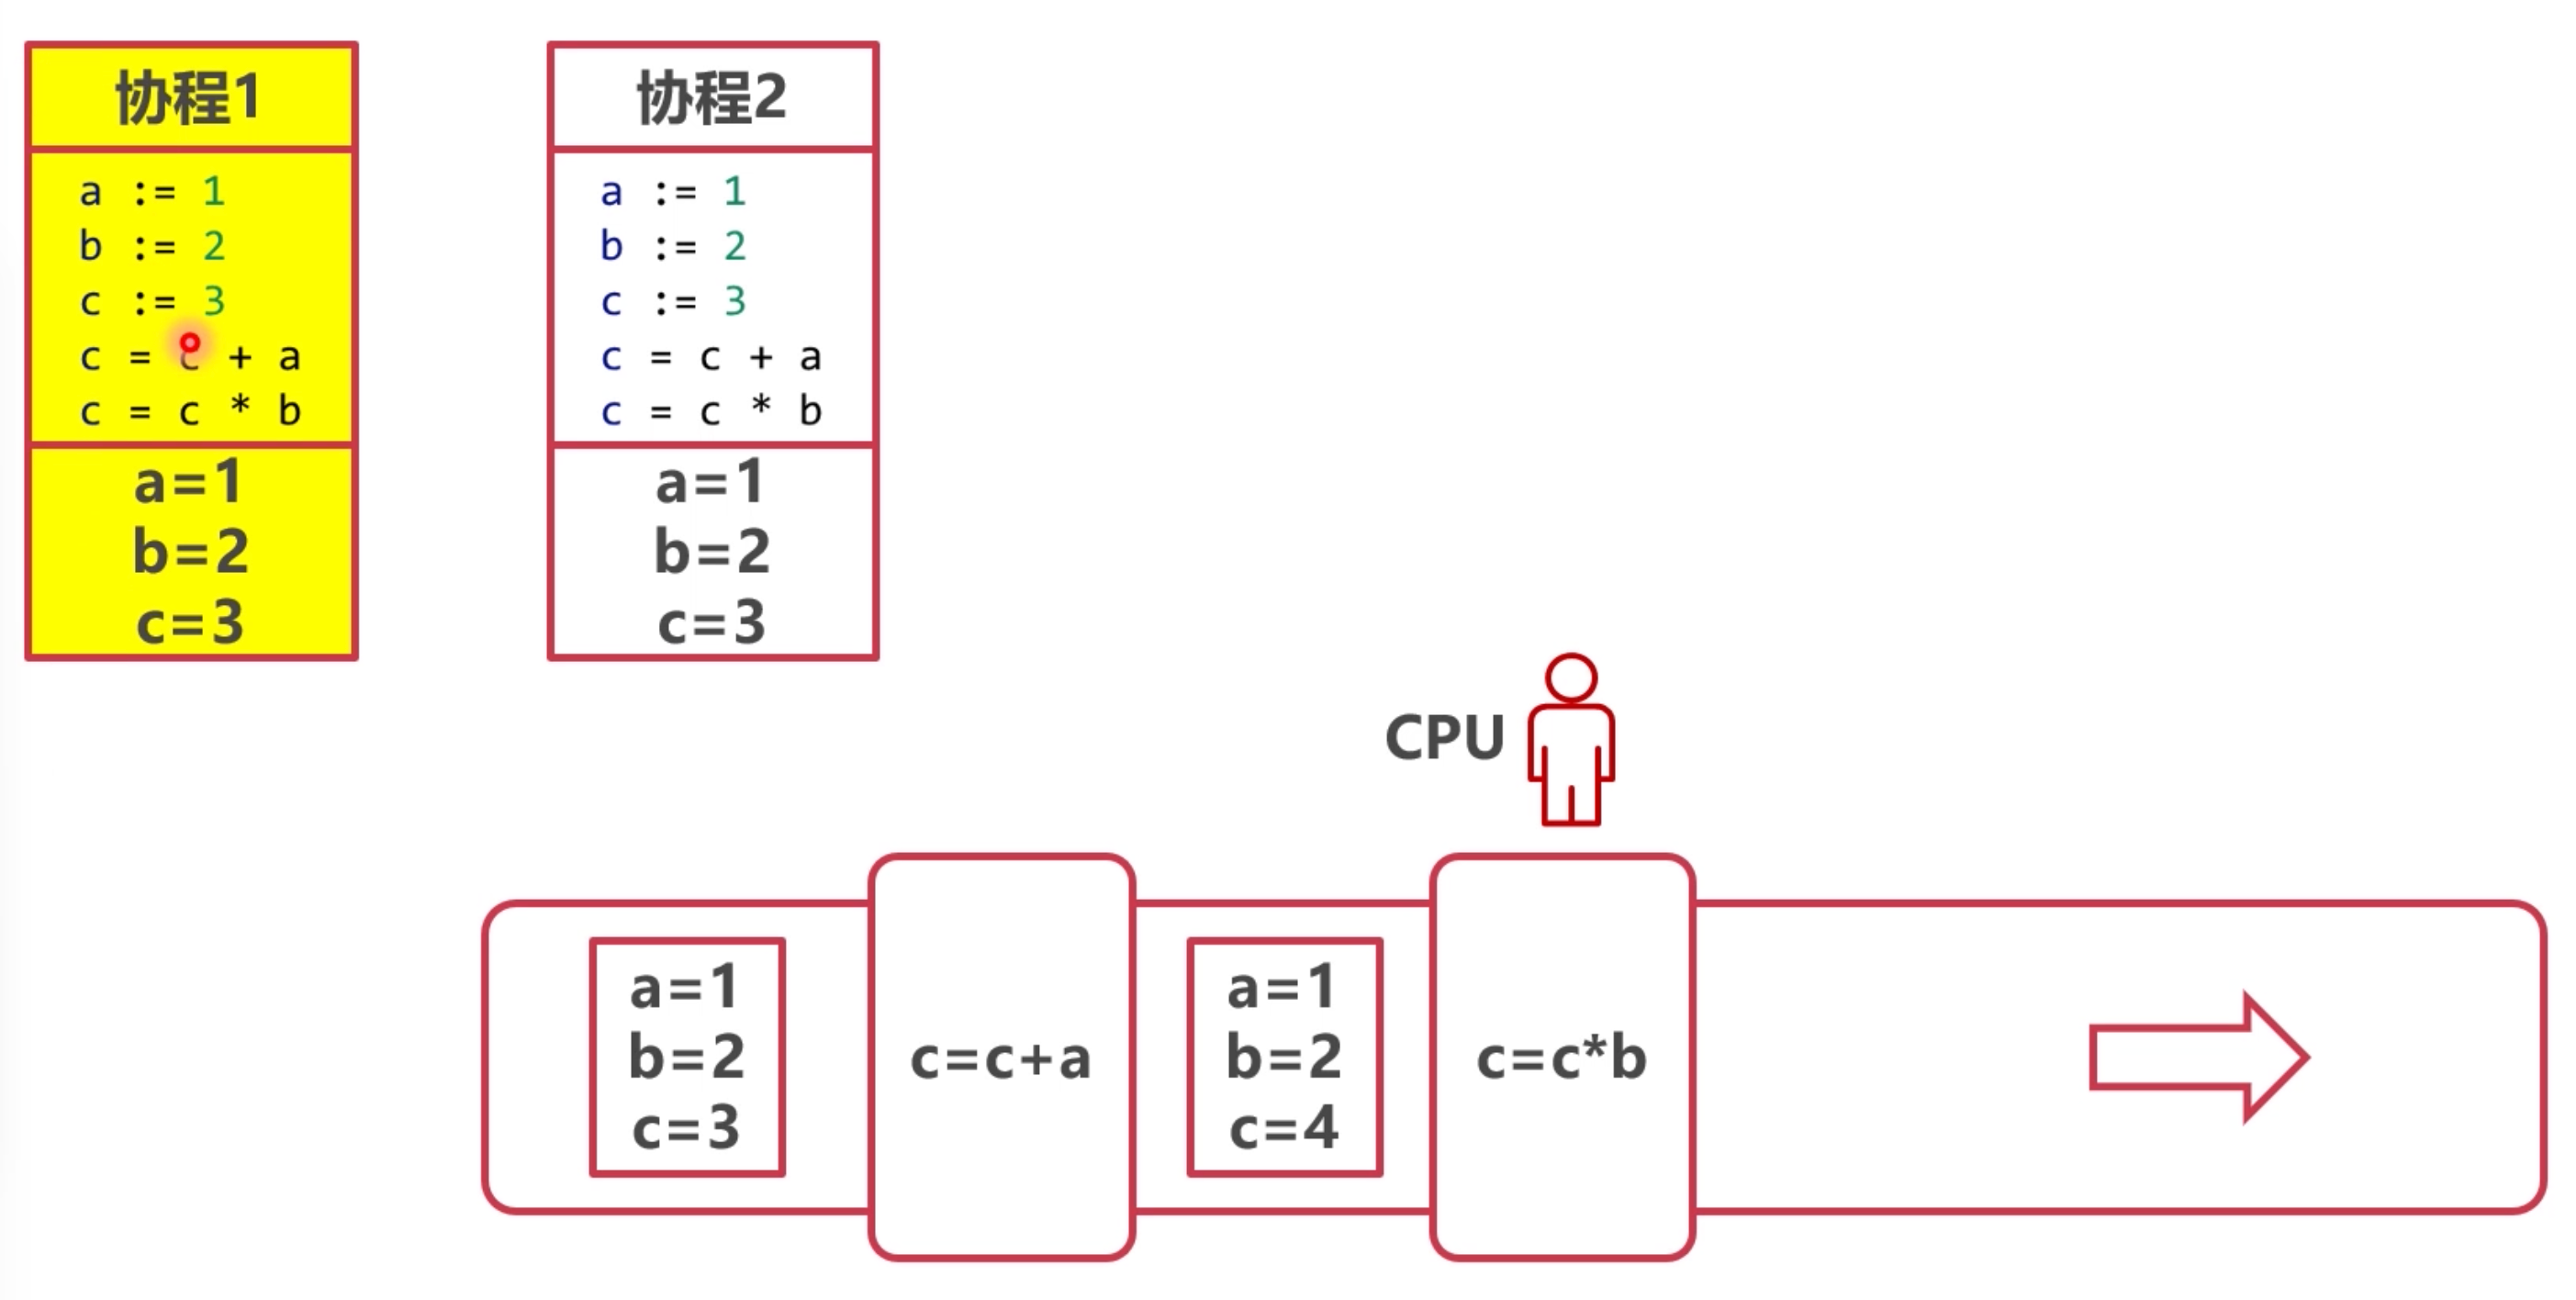 协程1
a := 1
b := 2
c := 3
c = c + a
c = c * b
a=1
b=2
c=3
协程2
a := 1
b := 2
c := 3
c = c + a
c = c * b
a=1
b=2
c=3
CPU
a=1
b=2
c=3
c=c+a
a=1
b=2
c=4
c=c*b